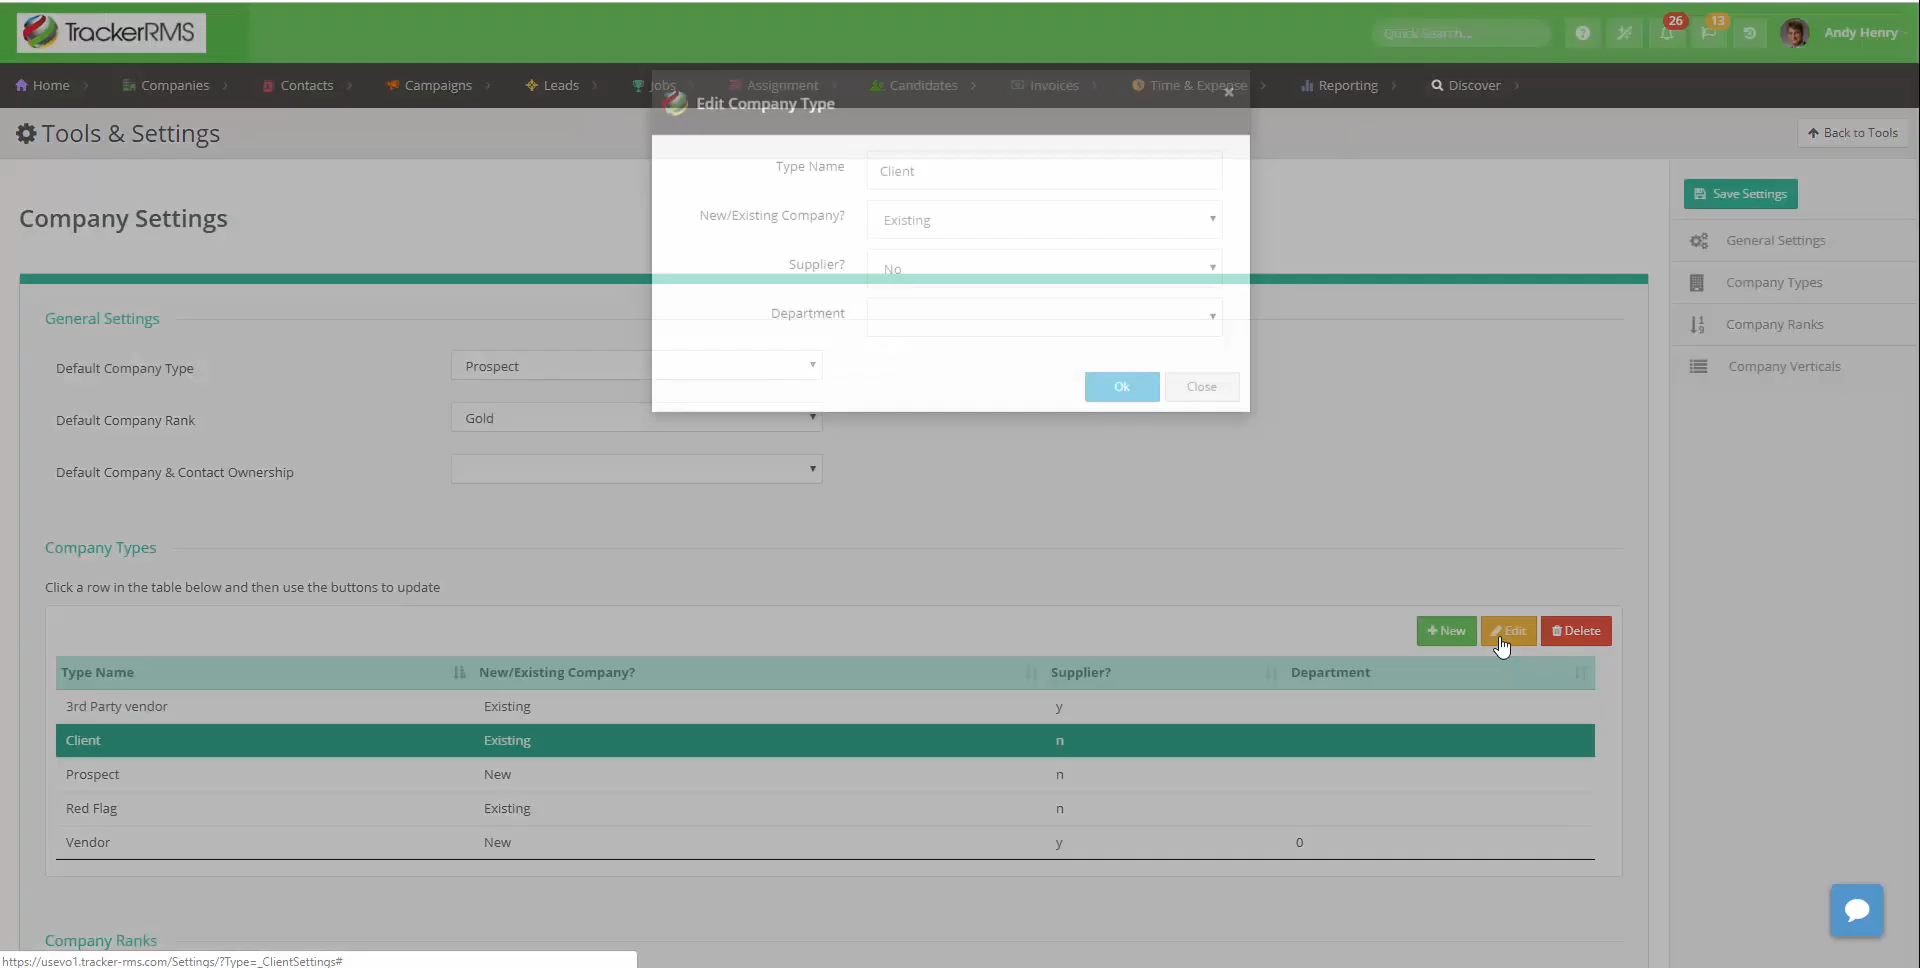 TrackerRMS
Quick Search...
26
13
Andy Henry
Home
Companies
Contacts
Campaigns
Leads
Jobs
Assignment
Candidates
Invoices
Time & Expense
Reporting
Discover
Tools & Settings
Back to Tools
Edit Company Type
Type Name
Client
New/Existing Company?
Existing
Supplier?
No
Department
Ok
Close
Company Settings
Save Settings
General Settings
Company Types
Company Ranks
Company Verticals
General Settings
Default Company Type
Prospect
Default Company Rank
Gold
Default Company & Contact Ownership
Company Types
Click a row in the table below and then use the buttons to update
New
Edit
Delete
Type Name New/Existing Company? Supplier? Department
3rd Party vendor Existing y
Client Existing n
Prospect New n
Red Flag Existing n
Vendor New y 0
Company Ranks
https://usevo1.tracker-rms.com/Settings/?Type=_ClientSettings#